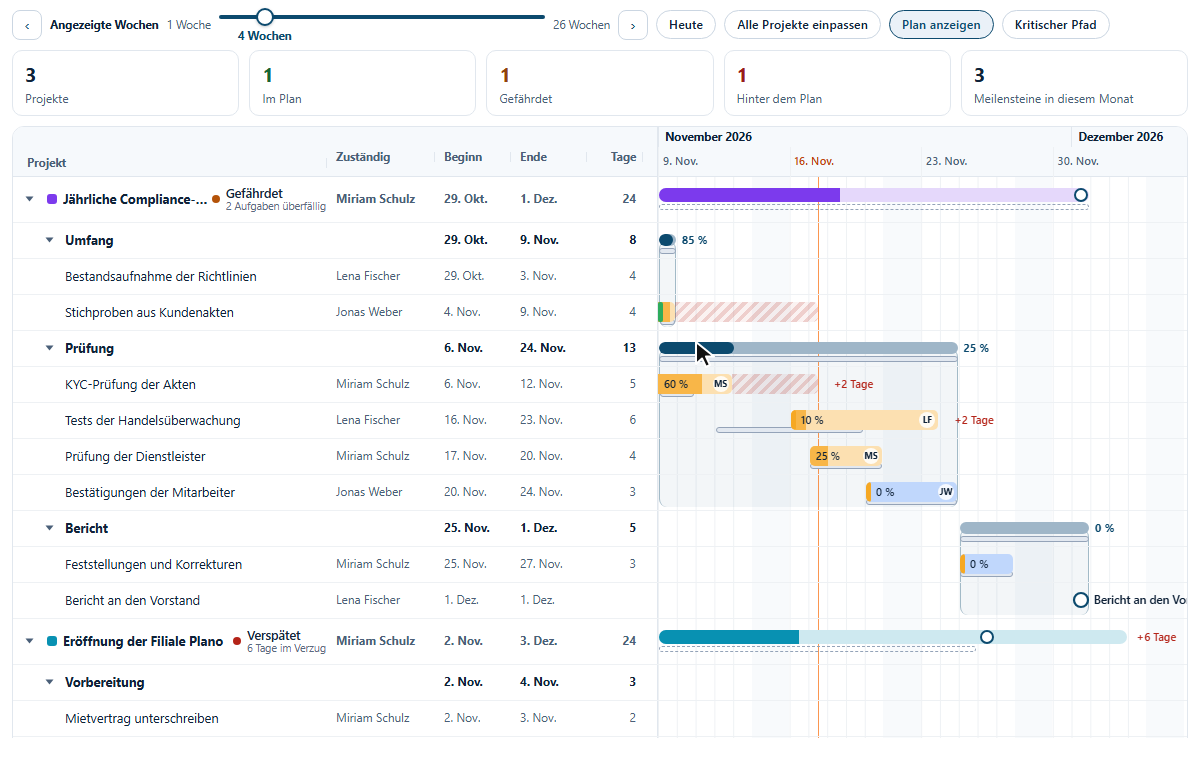 ‹ Angezeigte Wochen 1 Woche 4 Wochen 26 Wochen › Heute Alle Projekte einpassen Plan anzeigen Kritischer Pfad
3 Projekte
1 Im Plan
1 Gefährdet
1 Hinter dem Plan
3 Meilensteine in diesem Monat
Projekt Zuständig Beginn Ende Tage
November 2026 Dezember 2026
9. Nov. 16. Nov. 23. Nov. 30. Nov.
Jährliche Compliance-... Gefährdet 2 Aufgaben überfällig Miriam Schulz 29. Okt. 1. Dez. 24
Umfang 29. Okt. 9. Nov. 8 85 %
Bestandsaufnahme der Richtlinien Lena Fischer 29. Okt. 3. Nov. 4
Stichproben aus Kundenakten Jonas Weber 4. Nov. 9. Nov. 4
Prüfung 6. Nov. 24. Nov. 13 25 %
KYC-Prüfung der Akten Miriam Schulz 6. Nov. 12. Nov. 5 60 % MS +2 Tage
Tests der Handelsüberwachung Lena Fischer 16. Nov. 23. Nov. 6 10 % LF +2 Tage
Prüfung der Dienstleister Miriam Schulz 17. Nov. 20. Nov. 4 25 % MS
Bestätigungen der Mitarbeiter Jonas Weber 20. Nov. 24. Nov. 3 0 % JW
Bericht 25. Nov. 1. Dez. 5 0 %
Feststellungen und Korrekturen Miriam Schulz 25. Nov. 27. Nov. 3 0 %
Bericht an den Vorstand Lena Fischer 1. Dez. 1. Dez. Bericht an den Vo
Eröffnung der Filiale Plano Verspätet 6 Tage im Verzug Miriam Schulz 2. Nov. 3. Dez. 24 +6 Tage
Vorbereitung 2. Nov. 4. Nov. 3
Mietvertrag unterschreiben Miriam Schulz 2. Nov. 3. Nov. 2